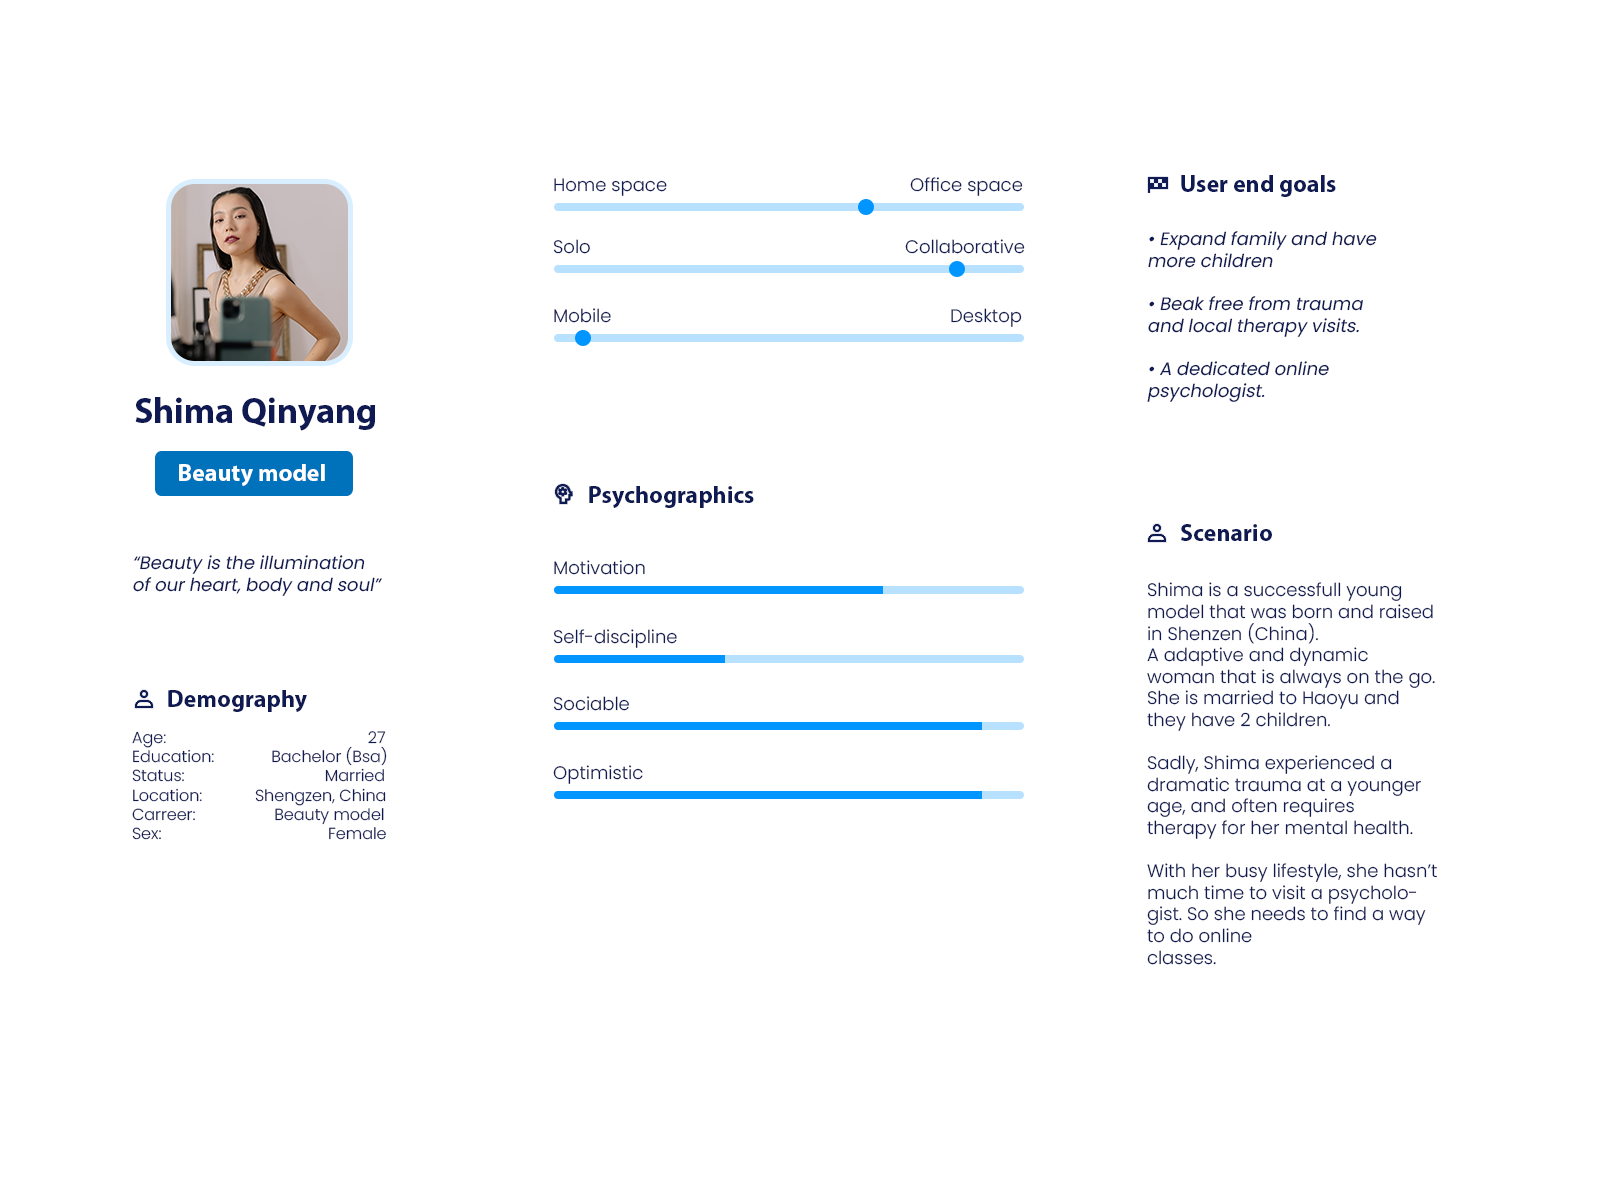 Shima Qinyang
Beauty model
“Beauty is the illumination
of our heart, body and soul”
Demography
Age: 27
Education: Bachelor (Bsa)
Status: Married
Location: Shengzen, China
Carreer: Beauty model
Sex: Female
Home space Office space
Solo Collaborative
Mobile Desktop
Psychographics
Motivation
Self-discipline
Sociable
Optimistic
User end goals
• Expand family and have
more children
• Beak free from trauma
and local therapy visits.
• A dedicated online
psychologist.
Scenario
Shima is a successfull young
model that was born and raised
in Shenzen (China).
A adaptive and dynamic
woman that is always on the go.
She is married to Haoyu and
they have 2 children.
Sadly, Shima experienced a
dramatic trauma at a younger
age, and often requires
therapy for her mental health.
With her busy lifestyle, she hasn’t
much time to visit a psycholo-
gist. So she needs to find a way
to do online
classes.